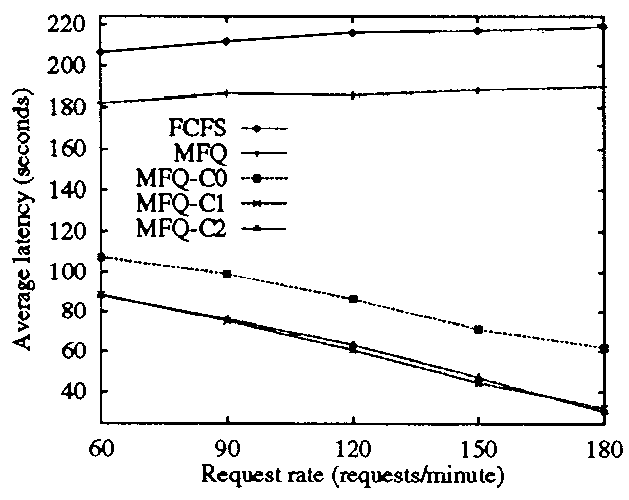 220
200
180
160
140
120
100
80
60
40
Average latency (seconds)
FCFS
MFQ
MFQ-C0
MFQ-C1
MFQ-C2
60 90 120 150 180
Request rate (requests/minute)